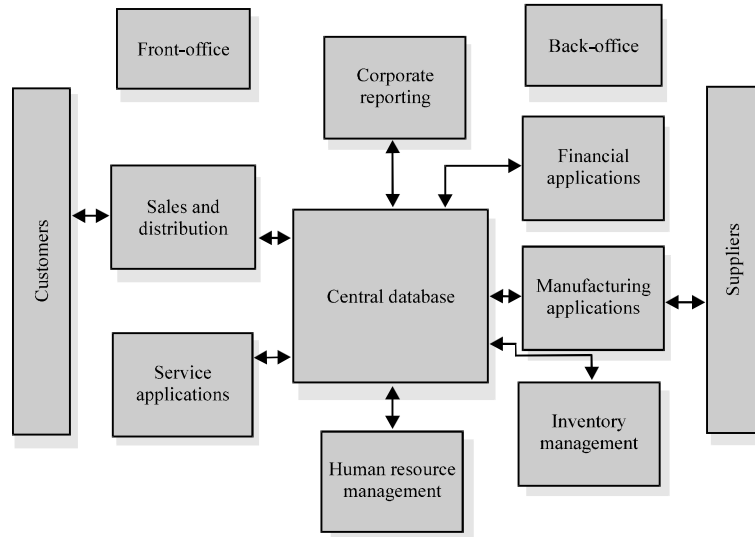 Front-office
Back-office
Corporate
reporting
Financial
applications
Customers
Sales and
distribution
Central database
Manufacturing
applications
Suppliers
Service
applications
Inventory
management
Human resource
management